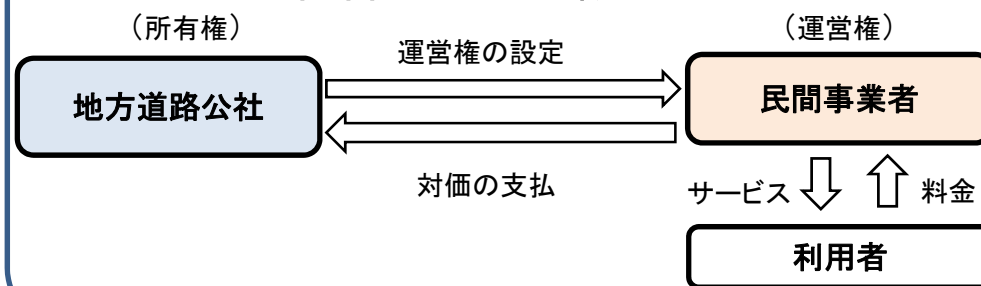 （所有権）
（運営権）
運営権の設定
地方道路公社
民間事業者
対価の支払
サービス
料金
利用者